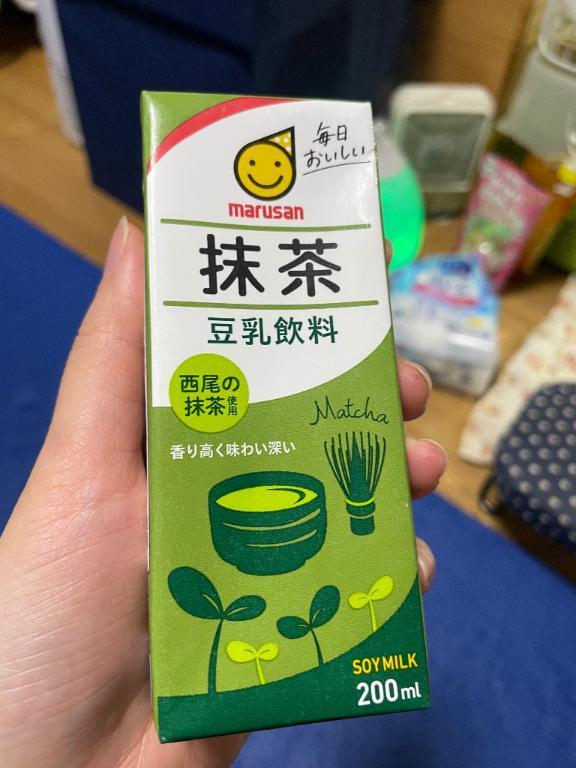 毎日
おいしい
marusan
抹茶
豆乳飲料
西尾の
抹茶使用
Matcha
香り高く味わい深い
SOY MILK
200ml